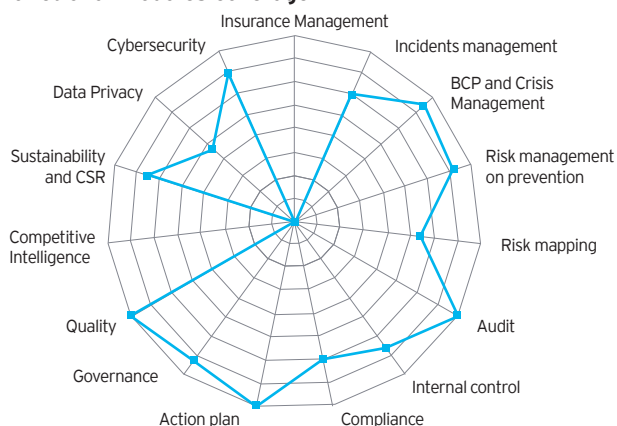 Insurance Management
Cybersecurity
Incidents management
Data Privacy
BCP and Crisis
Management
Sustainability
and CSR
Risk management
on prevention
Competitive
Intelligence
Risk mapping
Quality
Audit
Governance
Internal control
Action plan
Compliance